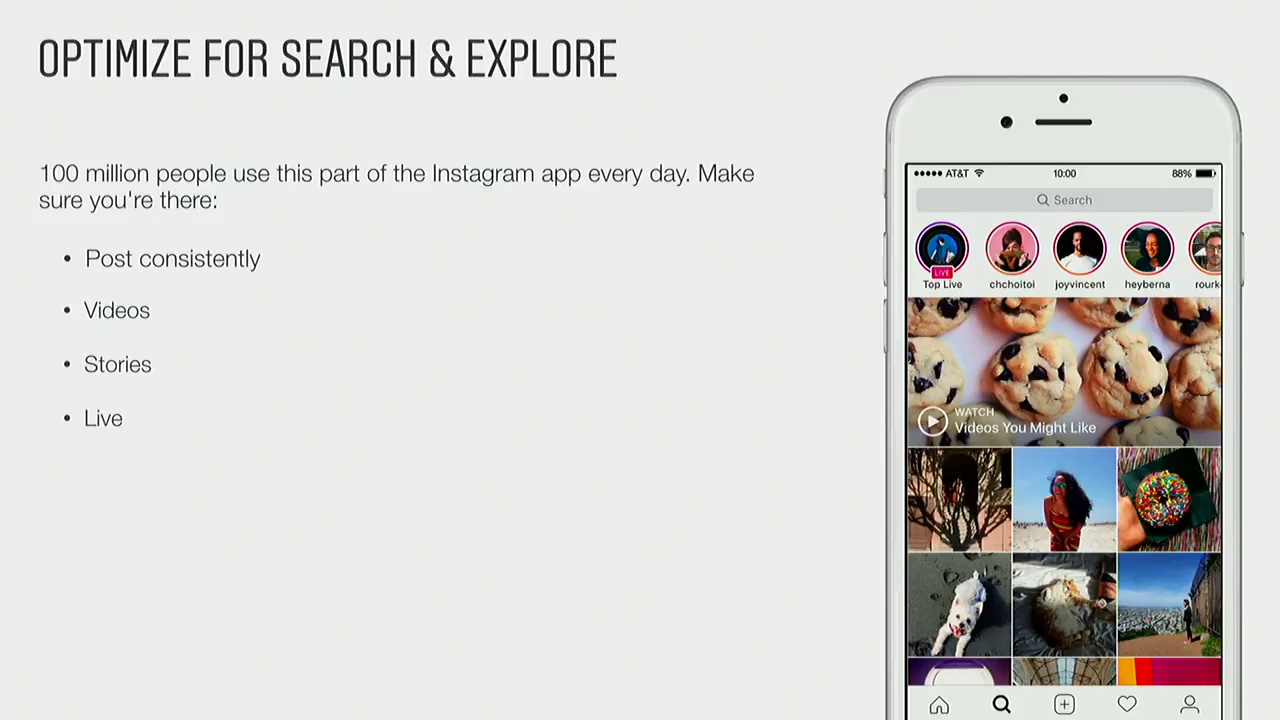 OPTIMIZE FOR SEARCH & EXPLORE
100 million people use this part of the Instagram app every day. Make
sure you're there:
• Post consistently
• Videos
• Stories
• Live
AT&T 10:00 88%
Search
LIVE
Top Live chchoitoi joyvincent heyberna
WATCH
Videos You Might Like